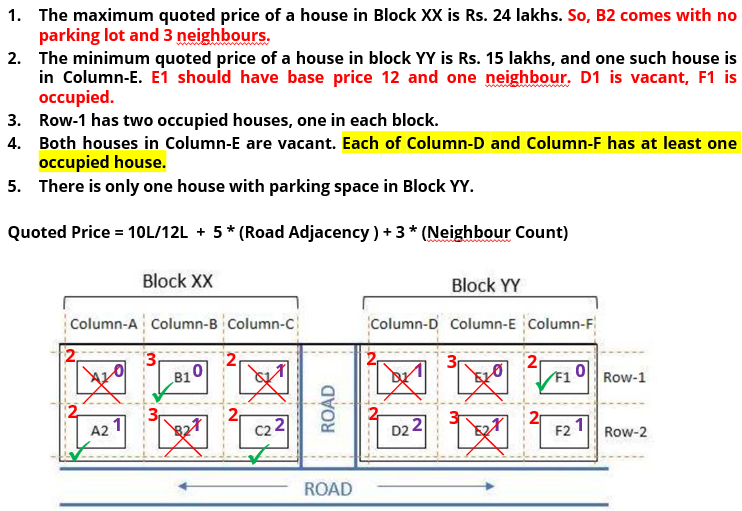 1. The maximum quoted price of a house in Block XX is Rs. 24 lakhs. So, B2 comes with no
parking lot and 3 neighbours.
2. The minimum quoted price of a house in block YY is Rs. 15 lakhs, and one such house is
in Column-E. E1 should have base price 12 and one neighbour. D1 is vacant, F1 is
occupied.
3. Row-1 has two occupied houses, one in each block.
4. Both houses in Column-E are vacant. Each of Column-D and Column-F has at least one
occupied house.
5. There is only one house with parking space in Block YY.
Quoted Price = 10L/12L + 5 * (Road Adjacency ) + 3 * (Neighbour Count)
Block XX Block YY
Column-A Column-B Column-C Column-D Column-E Column-F
2 3 2 2 3 2
A1 0 B1 0 C1 1 D1 1 E1 0 F1 0 Row-1
2 3 2 2 3 2
A2 1 B2 1 C2 2 D2 2 E2 1 F2 1 Row-2
ROAD
ROAD